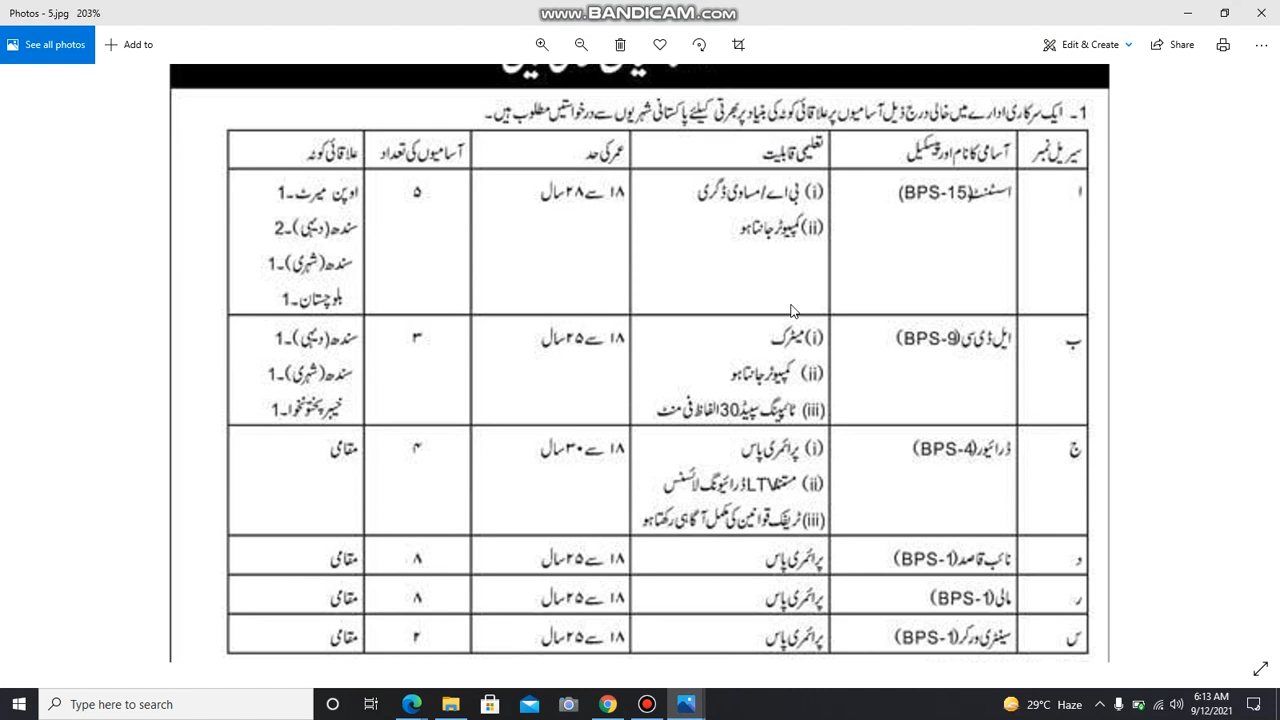 Photos - 5.jpg 203%
www.BANDICAM.com
See all photos
Add to
Edit & Create
Share
1۔ ایک سرکاری ادارے میں خالی درج ذیل آسامیوں پر علاقائی کوٹہ کی بنیاد پر بھرتی کیلئے پاکستانی شہریوں سے درخواستیں مطلوب ہیں۔
سیریل نمبر آسامی کا نام اور پےسکیل تعلیمی قابلیت عمر کی حد آسامیوں کی تعداد علاقائی کوٹہ
ا اسسٹنٹ (BPS-15) (i) بی اے/مساوی ڈگری ۱۸ سے ۲۸ سال ۵ اوپن میرٹ۔1
(ii) کمپیوٹر جانتا ہو سندھ (دیہی)۔2
سندھ (شہری)۔1
بلوچستان۔1
ب ایل ڈی سی (BPS-9) (i) میٹرک ۱۸ سے ۲۵ سال ۳ سندھ (دیہی)۔1
(ii) کمپیوٹر جانتا ہو سندھ (شہری)۔1
(iii) ٹائپنگ سپیڈ 30 الفاظ فی منٹ خیبر پختونخوا۔1
ج ڈرائیور (BPS-4) (i) پرائمری پاس ۱۸ سے ۳۰ سال ۴ مقامی
(ii) مستند LTV ڈرائیونگ لائسنس
(iii) ٹریفک قوانین کی مکمل آگاہی رکھتا ہو
د نائب قاصد (BPS-1) پرائمری پاس ۱۸ سے ۲۵ سال ۸ مقامی
ر مالی (BPS-1) پرائمری پاس ۱۸ سے ۲۵ سال ۸ مقامی
س سینٹری ورکر (BPS-1) پرائمری پاس ۱۸ سے ۲۵ سال ۲ مقامی
Type here to search
29°C Haze
6:13 AM
9/12/2021